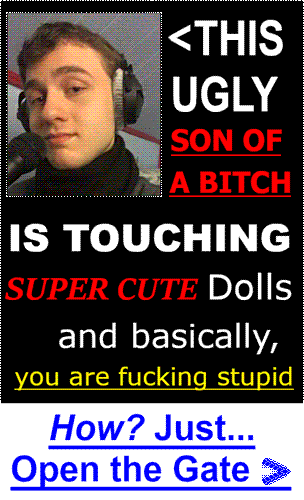 <THIS
UGLY
SON OF
A BITCH
IS TOUCHING
SUPER CUTE Dolls
and basically,
you are fucking stupid
How? Just...
Open the Gate >